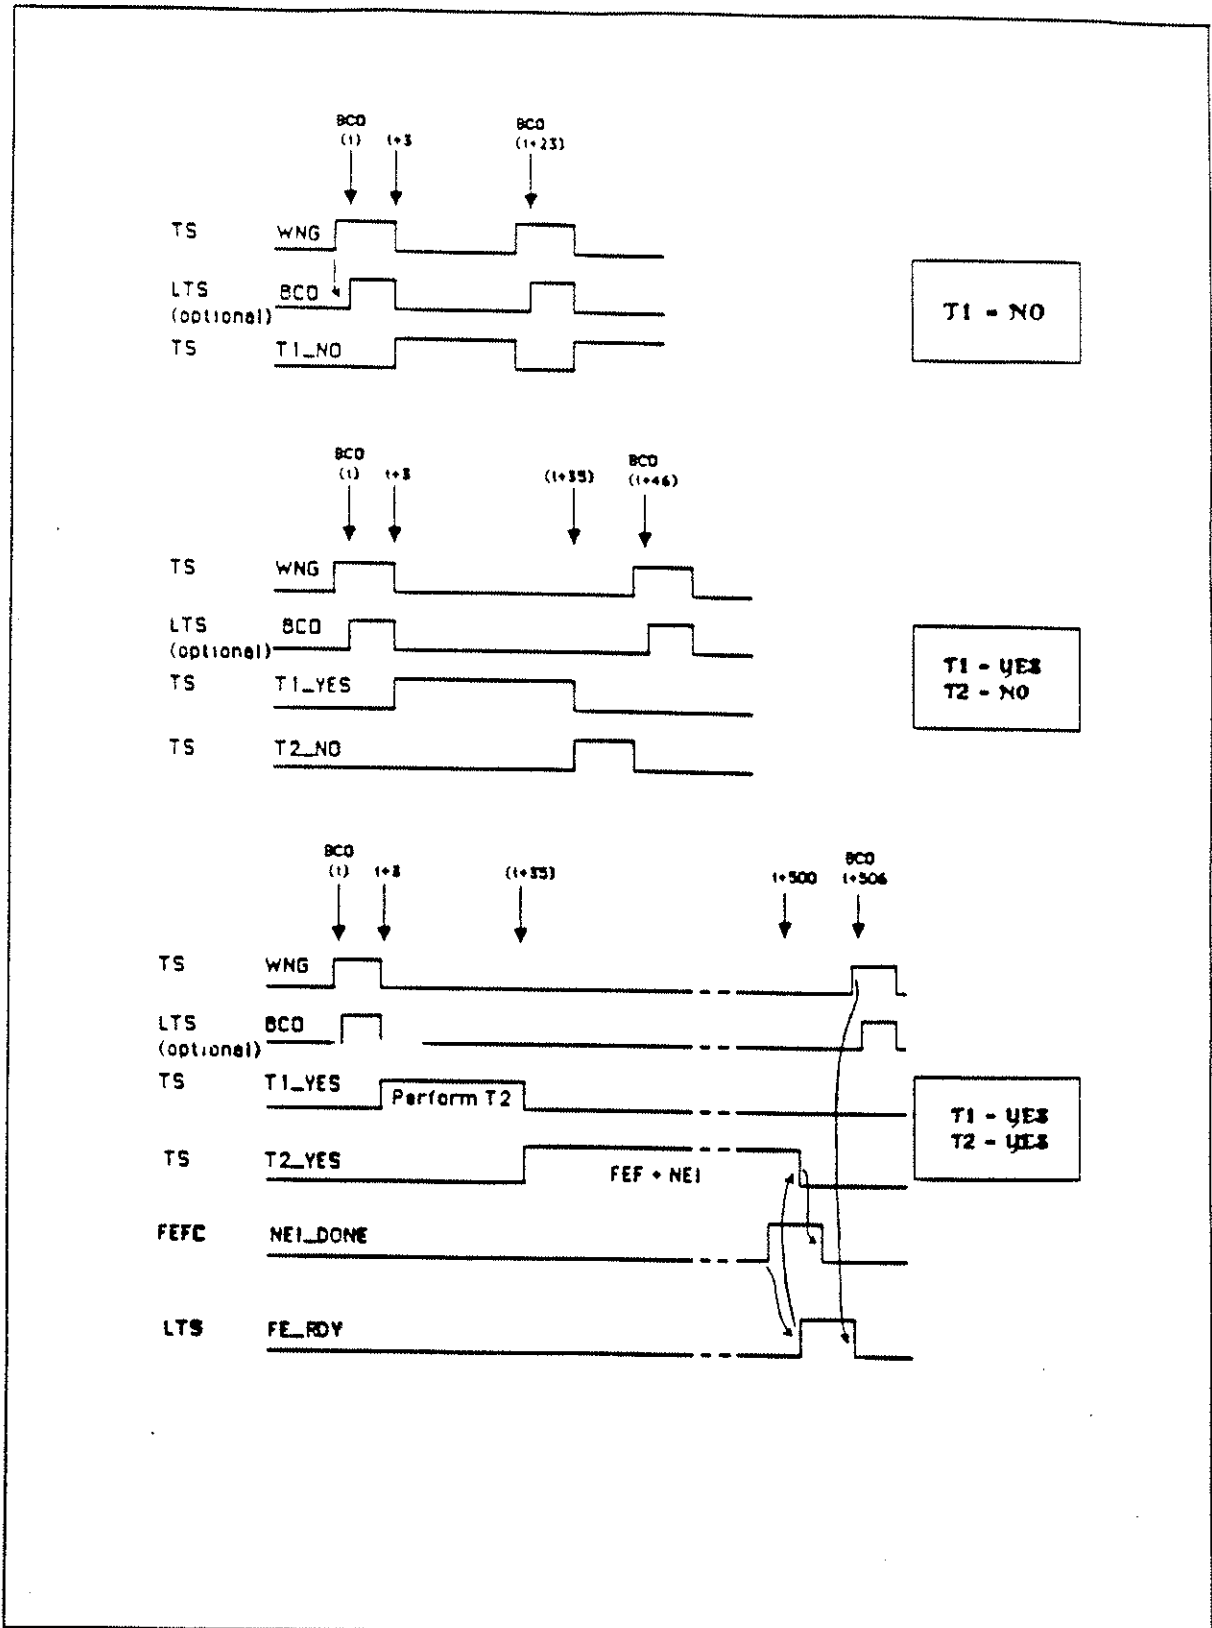 BCO BCO
(t) t+3 (t+23)
TS WNG
LTS BCO
(optional)
TS T1_NO
T1 = NO
BCO BCO
(t) t+3 (t+35) (t+46)
TS WNG
LTS BCO
(optional)
TS T1_YES
TS T2_NO
T1 = YES
T2 = NO
BCO BCO
(t) t+3 (t+35) t+500 t+506
TS WNG
LTS BCO
(optional)
TS T1_YES Perform T2
TS T2_YES FEF + NEI
FEFC NEI_DONE
LTS FE_RDY
T1 = YES
T2 = YES